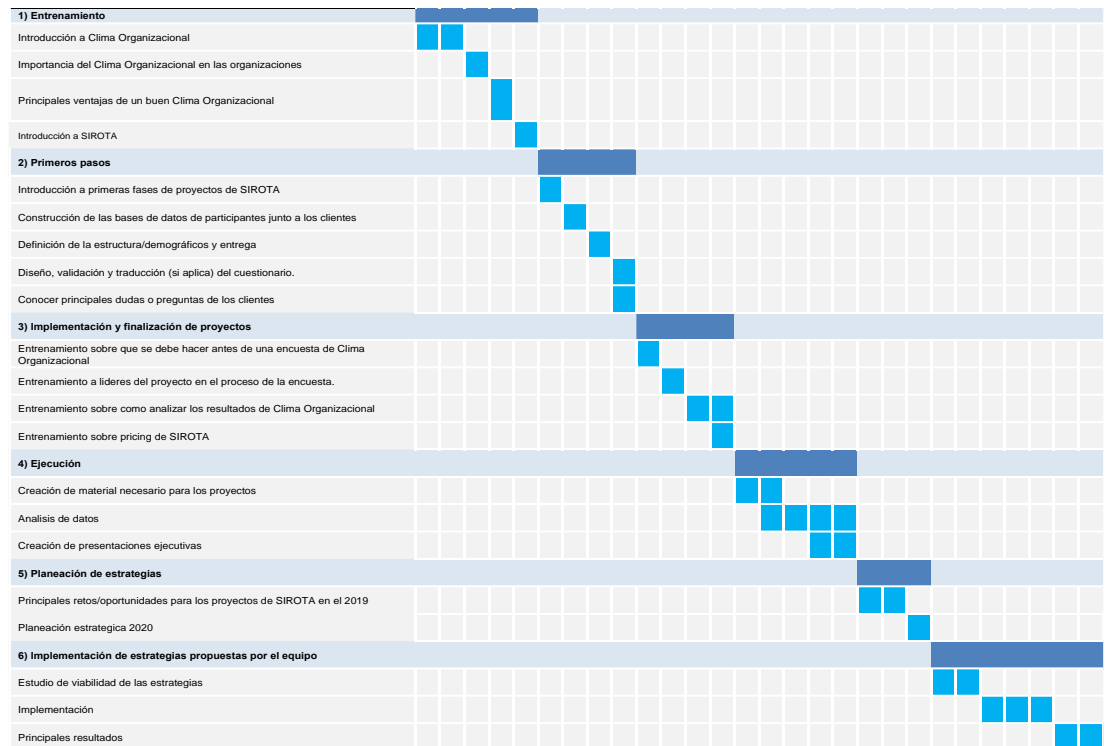 1) Entrenamiento
Introducción a Clima Organizacional
Importancia del Clima Organizacional en las organizaciones
Principales ventajas de un buen Clima Organizacional
Introducción a SIROTA
2) Primeros pasos
Introducción a primeras fases de proyectos de SIROTA
Construcción de las bases de datos de participantes junto a los clientes
Definición de la estructura/demográficos y entrega
Diseño, validación y traducción (si aplica) del cuestionario.
Conocer principales dudas o preguntas de los clientes
3) Implementación y finalización de proyectos
Entrenamiento sobre que se debe hacer antes de una encuesta de Clima
Organizacional
Entrenamiento a lideres del proyecto en el proceso de la encuesta.
Entrenamiento sobre como analizar los resultados de Clima Organizacional
Entrenamiento sobre pricing de SIROTA
4) Ejecución
Creación de material necesario para los proyectos
Analisis de datos
Creación de presentaciones ejecutivas
5) Planeación de estrategias
Principales retos/oportunidades para los proyectos de SIROTA en el 2019
Planeación estrategica 2020
6) Implementación de estrategias propuestas por el equipo
Estudio de viabilidad de las estrategias
Implementación
Principales resultados